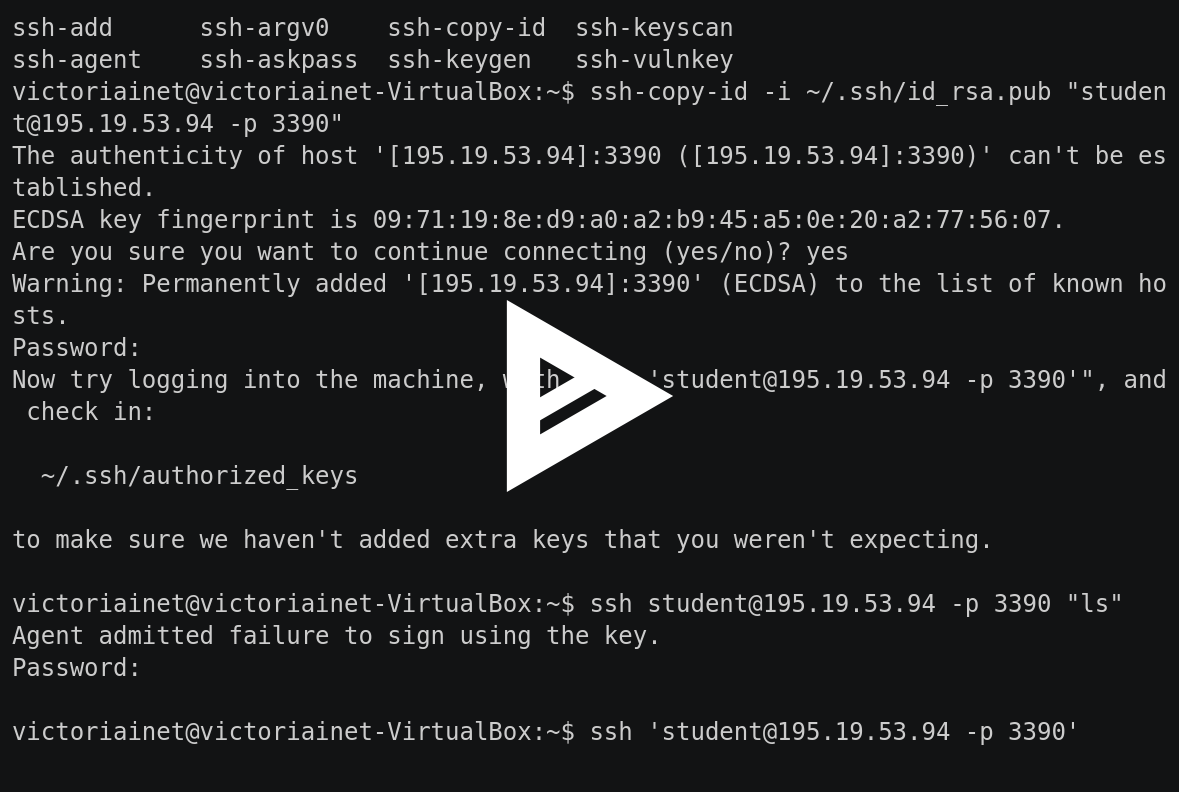 ssh-add      ssh-argv0    ssh-copy-id  ssh-keyscan
ssh-agent    ssh-askpass  ssh-keygen   ssh-vulnkey
victoriainet@victoriainet-VirtualBox:~$ ssh-copy-id -i ~/.ssh/id_rsa.pub "studen
t@195.19.53.94 -p 3390"
The authenticity of host '[195.19.53.94]:3390 ([195.19.53.94]:3390)' can't be es
tablished.
ECDSA key fingerprint is 09:71:19:8e:d9:a0:a2:b9:45:a5:0e:20:a2:77:56:07.
Are you sure you want to continue connecting (yes/no)? yes
Warning: Permanently added '[195.19.53.94]:3390' (ECDSA) to the list of known ho
sts.
Password:
Now try logging into the machine, 'student@195.19.53.94 -p 3390'", and
 check in:

  ~/.ssh/authorized_keys

to make sure we haven't added extra keys that you weren't expecting.

victoriainet@victoriainet-VirtualBox:~$ ssh student@195.19.53.94 -p 3390 "ls"
Agent admitted failure to sign using the key.
Password:

victoriainet@victoriainet-VirtualBox:~$ ssh 'student@195.19.53.94 -p 3390'